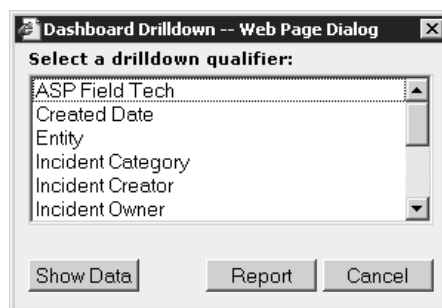 Dashboard Drilldown -- Web Page Dialog
Select a drilldown qualifier:
ASP Field Tech
Created Date
Entity
Incident Category
Incident Creator
Incident Owner
Show Data Report Cancel